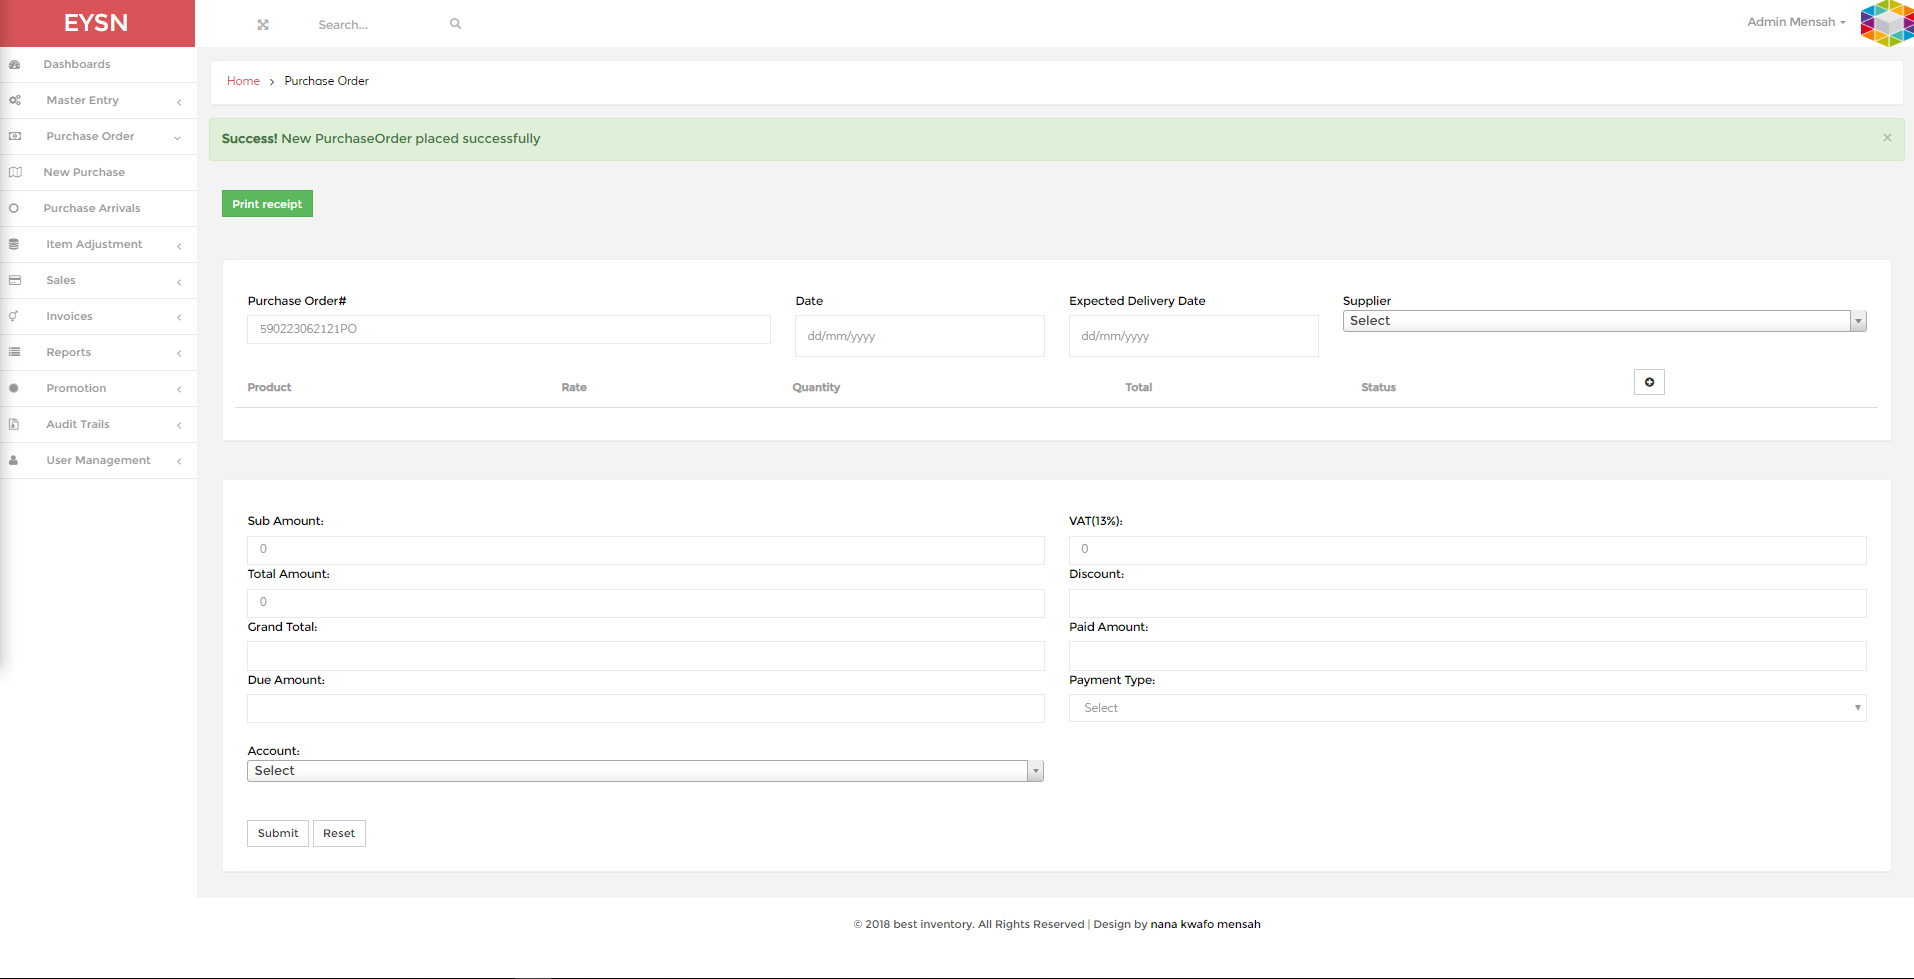 EYSN
Search...
Admin Mensah
Dashboards
Master Entry
Purchase Order
New Purchase
Purchase Arrivals
Item Adjustment
Sales
Invoices
Reports
Promotion
Audit Trails
User Management
Home > Purchase Order
Success! New PurchaseOrder placed successfully ×
Print receipt
Purchase Order# Date Expected Delivery Date Supplier
590223062121PO dd/mm/yyyy dd/mm/yyyy Select
Product Rate Quantity Total Status
Sub Amount: VAT(13%):
0 0
Total Amount: Discount:
0
Grand Total: Paid Amount:
Due Amount: Payment Type:
Select
Account:
Select
Submit Reset
© 2018 best inventory. All Rights Reserved | Design by nana kwafo mensah